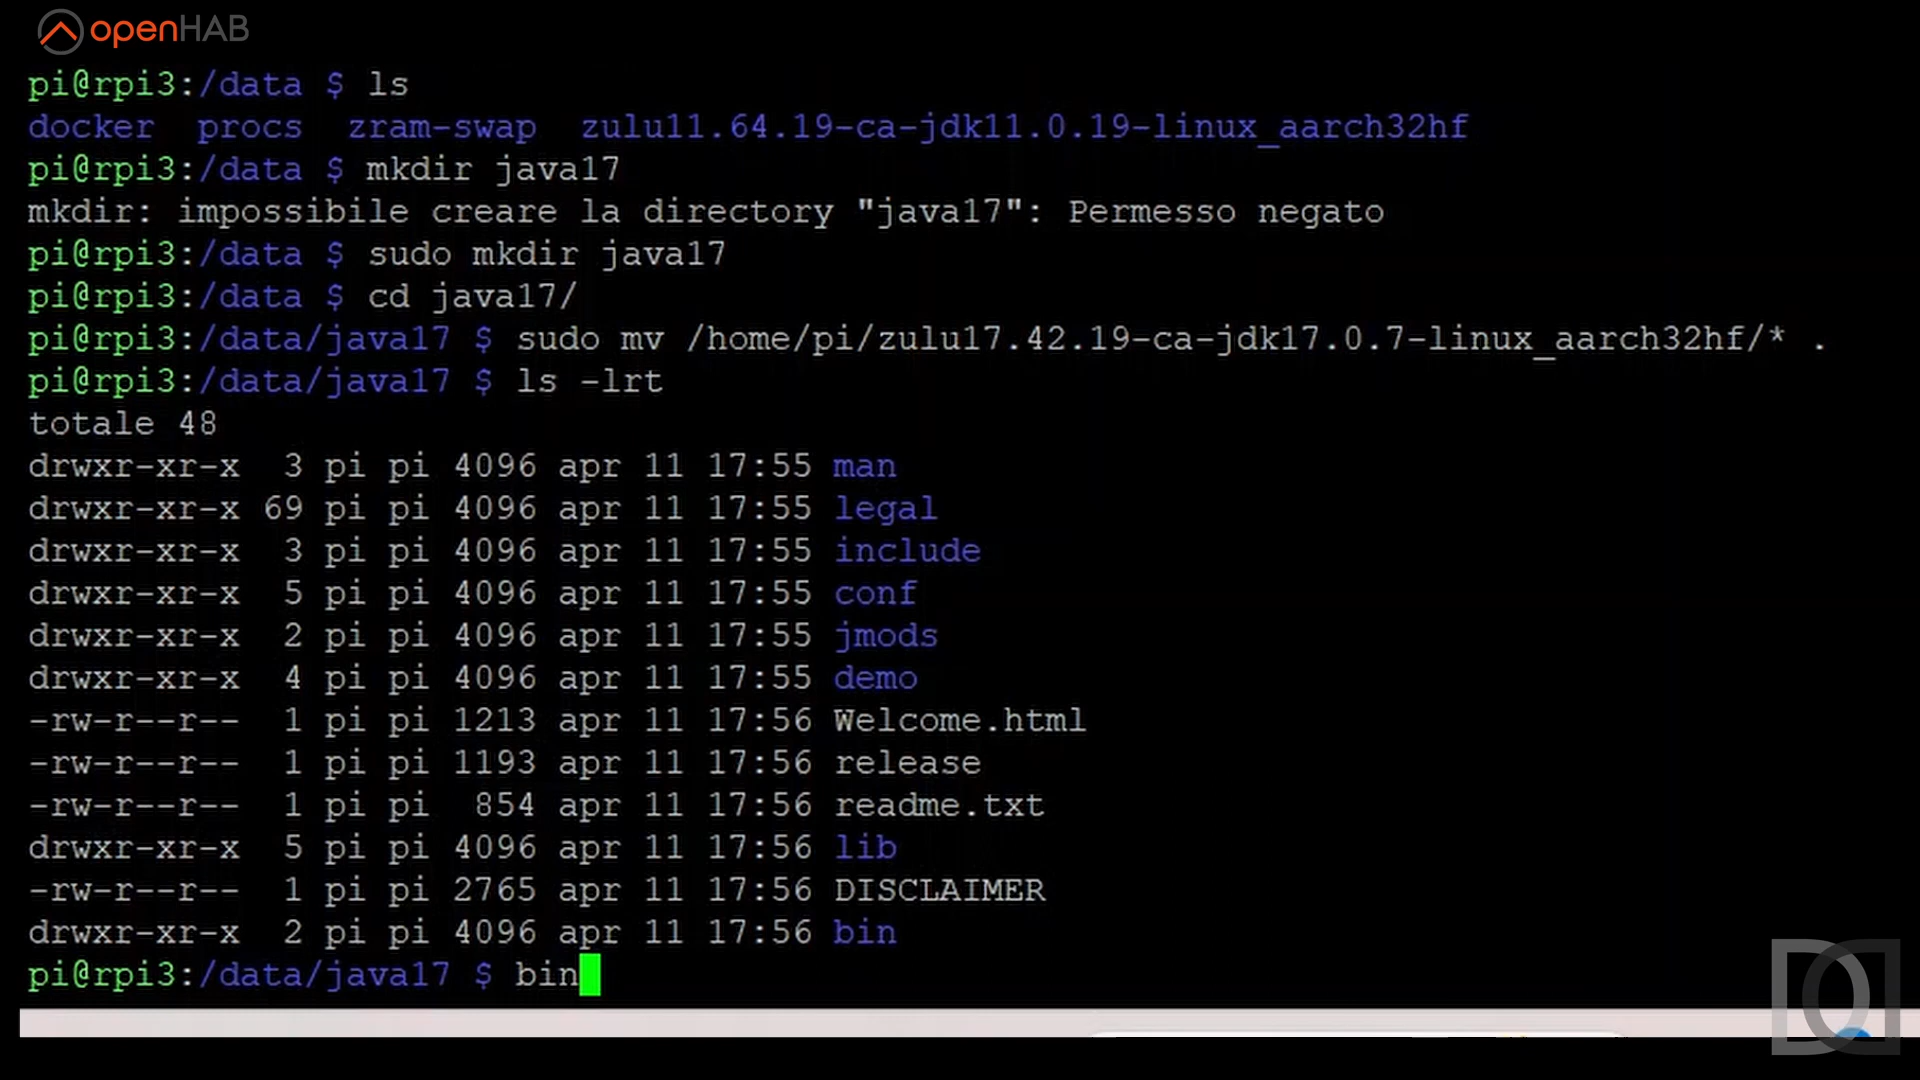 openHAB
pi@rpi3:/data $ ls
docker  procs  zram-swap  zulu11.64.19-ca-jdk11.0.19-linux_aarch32hf
pi@rpi3:/data $ mkdir java17
mkdir: impossibile creare la directory "java17": Permesso negato
pi@rpi3:/data $ sudo mkdir java17
pi@rpi3:/data $ cd java17/
pi@rpi3:/data/java17 $ sudo mv /home/pi/zulu17.42.19-ca-jdk17.0.7-linux_aarch32hf/* .
pi@rpi3:/data/java17 $ ls -lrt
totale 48
drwxr-xr-x  3 pi pi 4096 apr 11 17:55 man
drwxr-xr-x 69 pi pi 4096 apr 11 17:55 legal
drwxr-xr-x  3 pi pi 4096 apr 11 17:55 include
drwxr-xr-x  5 pi pi 4096 apr 11 17:55 conf
drwxr-xr-x  2 pi pi 4096 apr 11 17:55 jmods
drwxr-xr-x  4 pi pi 4096 apr 11 17:55 demo
-rw-r--r--  1 pi pi 1213 apr 11 17:56 Welcome.html
-rw-r--r--  1 pi pi 1193 apr 11 17:56 release
-rw-r--r--  1 pi pi  854 apr 11 17:56 readme.txt
drwxr-xr-x  5 pi pi 4096 apr 11 17:56 lib
-rw-r--r--  1 pi pi 2765 apr 11 17:56 DISCLAIMER
drwxr-xr-x  2 pi pi 4096 apr 11 17:56 bin
pi@rpi3:/data/java17 $ bin